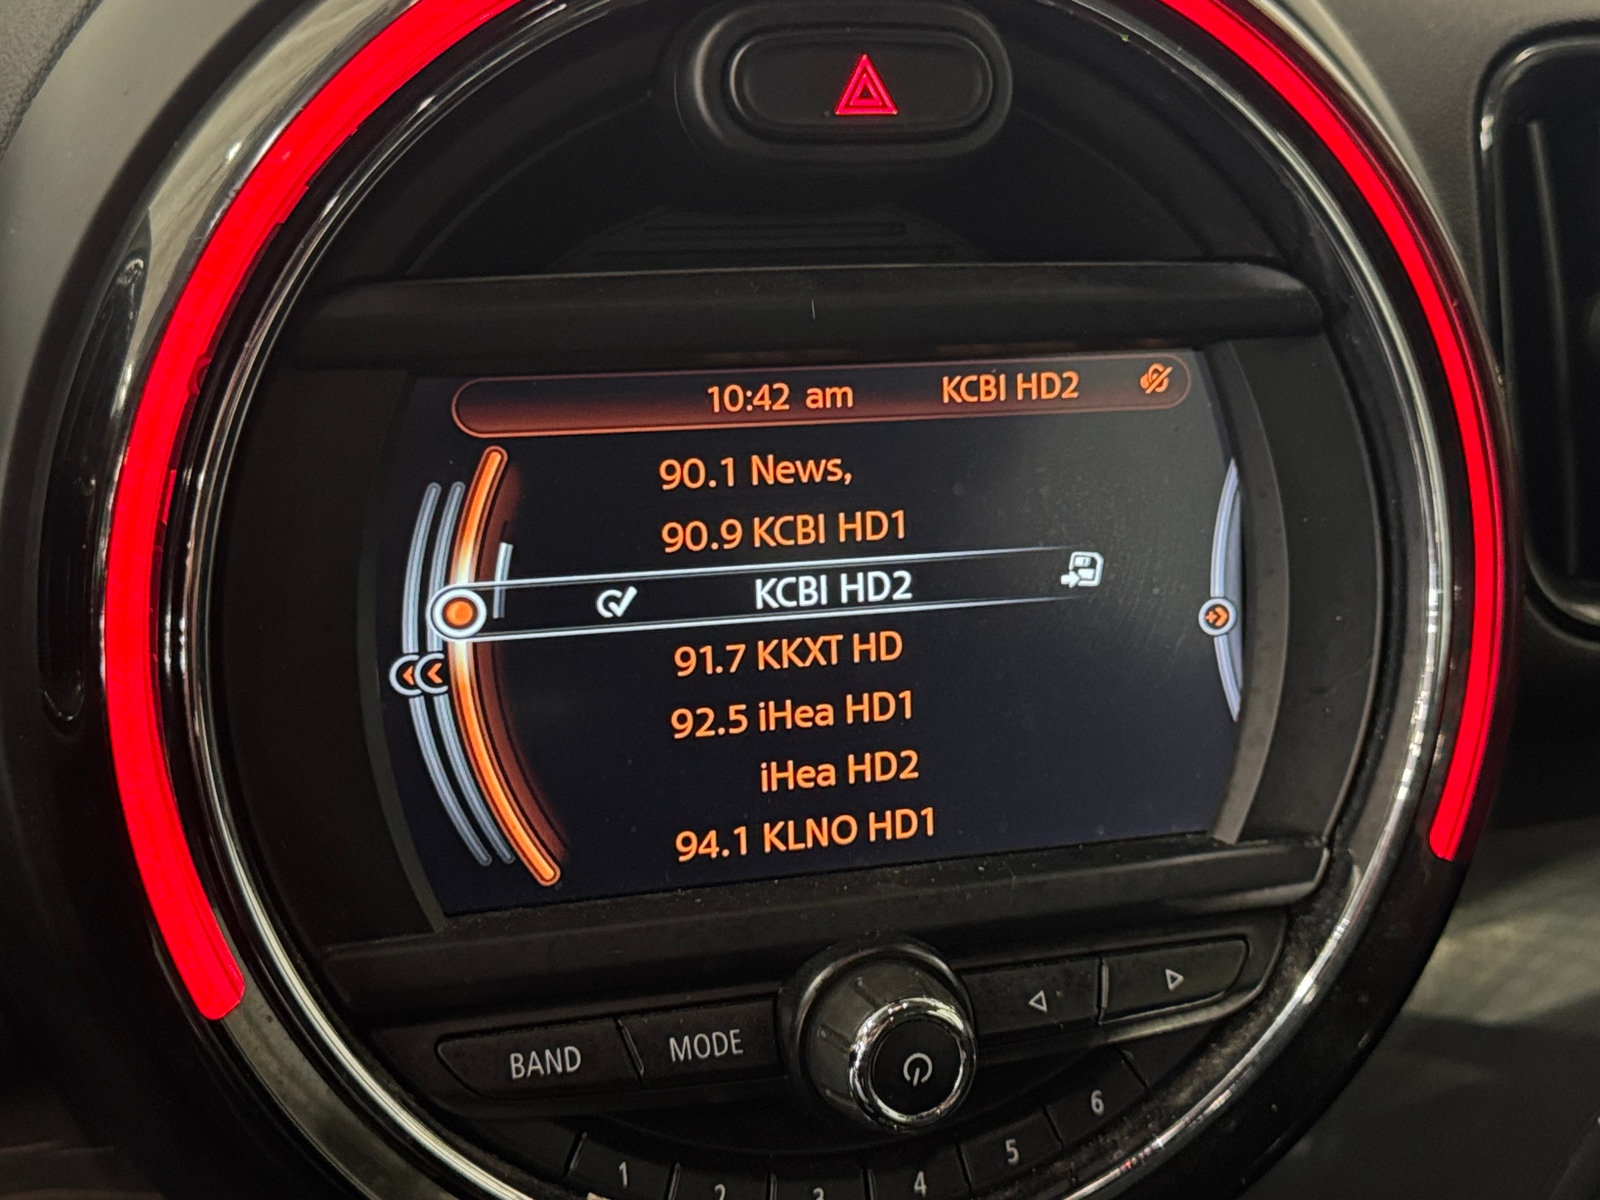 10:42 am KCBI HD2
90.1 News,
90.9 KCBI HD1
KCBI HD2
91.7 KKXT HD
92.5 iHea HD1
iHea HD2
94.1 KLNO HD1
BAND MODE
1 2 3 4 5 6